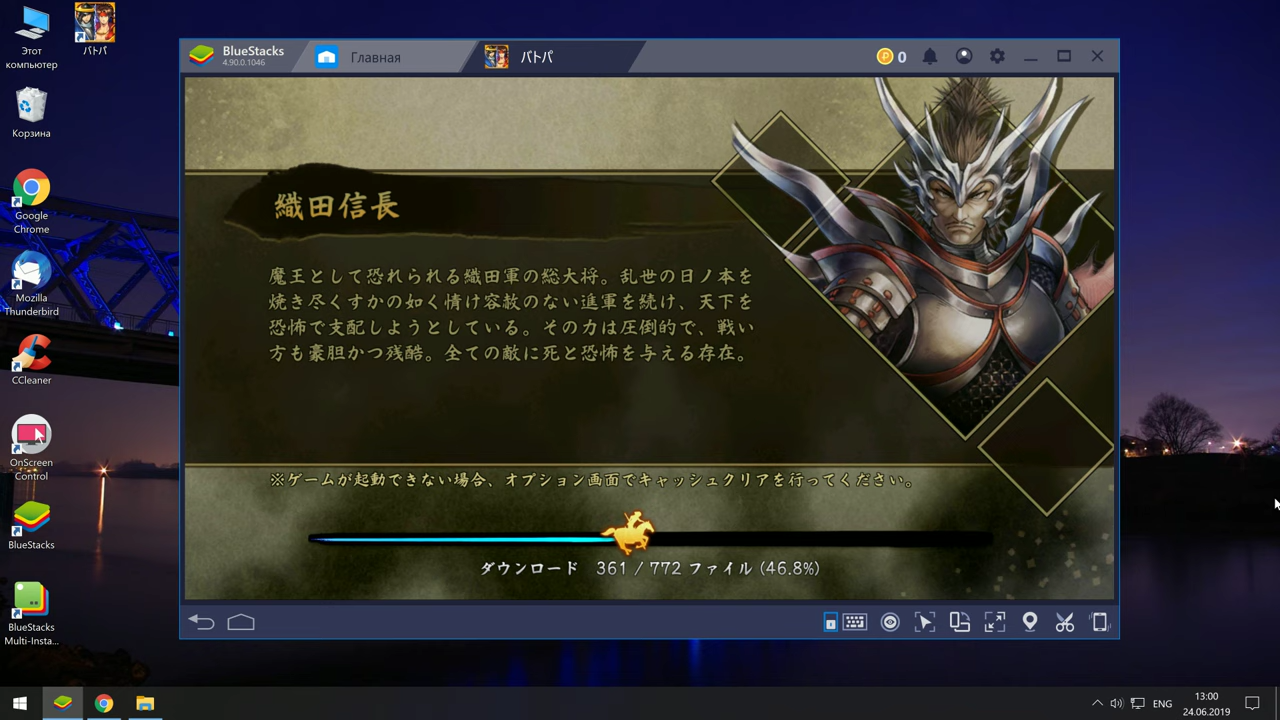 Этот
компьютер
バトパ
Корзина
Google
Chrome
Mozilla
Thunderbird
CCleaner
OnScreen
Control
BlueStacks
BlueStacks
Multi-Insta...
BlueStacks
4.90.0.1046
Главная
バトパ
0
織田信長
魔王として恐れられる織田軍の総大将。乱世の日ノ本を
焼き尽くすかの如く情け容赦のない進軍を続け、天下を
恐怖で支配しようとしている。その力は圧倒的で、戦い
方も豪胆かつ残酷。全ての敵に死と恐怖を与える存在。
※ゲームが起動できない場合、オプション画面でキャッシュクリアを行ってください。
ダウンロード 361 / 772 ファイル (46.8%)
ENG
13:00
24.06.2019